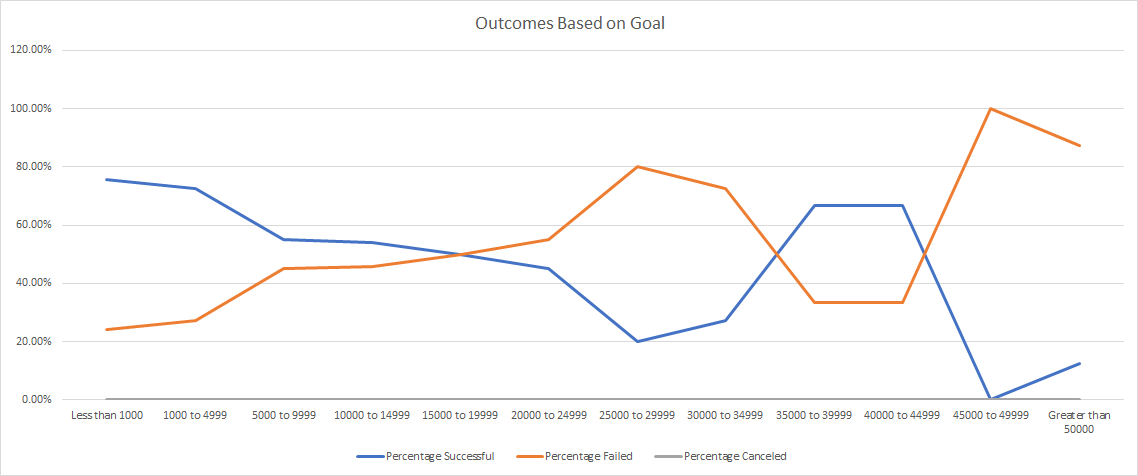 Outcomes Based on Goal
120.00%
100.00%
80.00%
60.00%
40.00%
20.00%
0.00%
Less than 1000 1000 to 4999 5000 to 9999 10000 to 14999 15000 to 19999 20000 to 24999 25000 to 29999 30000 to 34999 35000 to 39999 40000 to 44999 45000 to 49999 Greater than
50000
Percentage Successful Percentage Failed Percentage Canceled